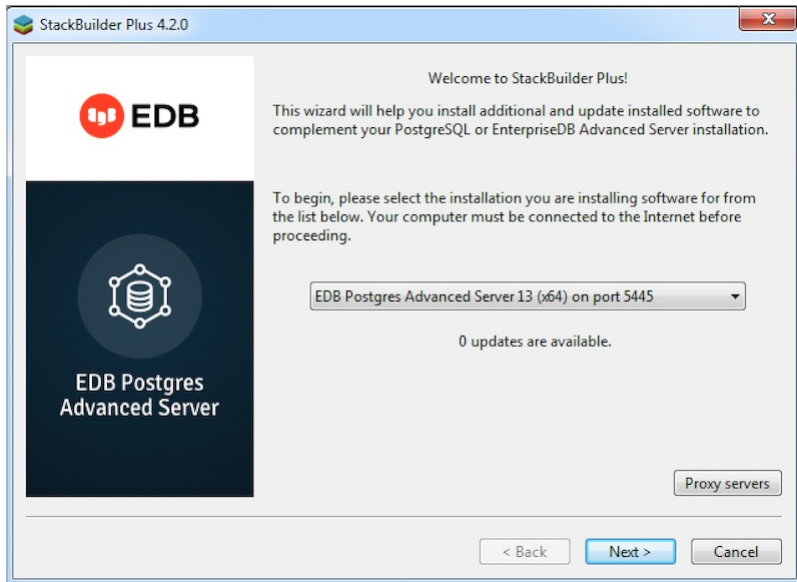 StackBuilder Plus 4.2.0
EDB
EDB Postgres
Advanced Server
Welcome to StackBuilder Plus!
This wizard will help you install additional and update installed software to
complement your PostgreSQL or EnterpriseDB Advanced Server installation.
To begin, please select the installation you are installing software for from
the list below. Your computer must be connected to the Internet before
proceeding.
EDB Postgres Advanced Server 13 (x64) on port 5445
0 updates are available.
Proxy servers
< Back
Next >
Cancel